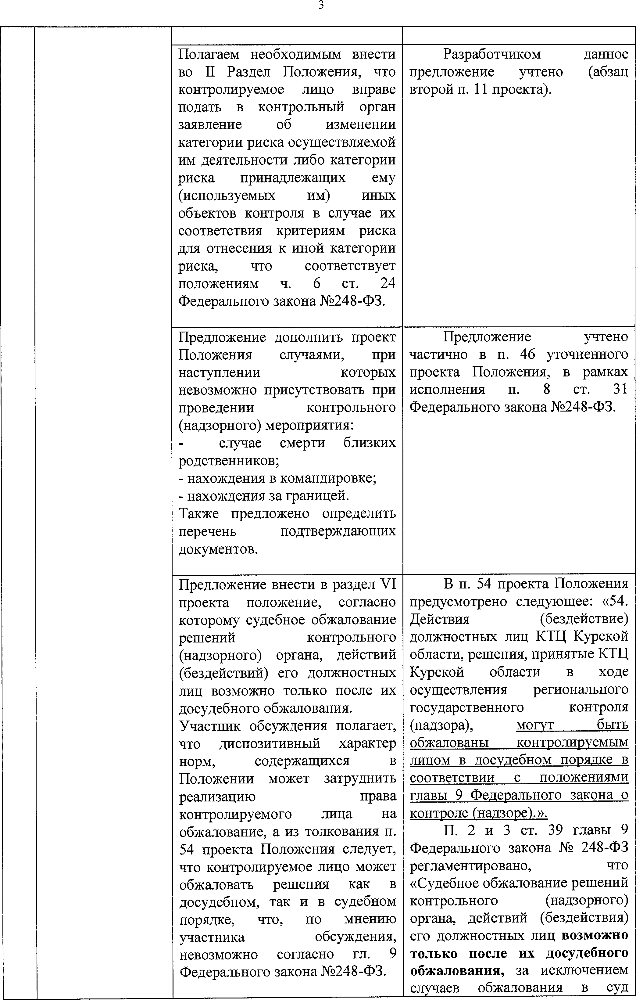 3
Полагаем необходимым внести
во II Раздел Положения, что
контролируемое лицо вправе
подать в контрольный орган
заявление об изменении
категории риска осуществляемой
им деятельности либо категории
риска принадлежащих ему
(используемых им) иных
объектов контроля в случае их
соответствия критериям риска
для отнесения к иной категории
риска, что соответствует
положениям ч. 6 ст. 24
Федерального закона №248-ФЗ.
Разработчиком данное
предложение учтено (абзац
второй п. 11 проекта).
Предложение дополнить проект
Положения случаями, при
наступлении которых
невозможно присутствовать при
проведении контрольного
(надзорного) мероприятия:
- случае смерти близких
родственников;
- нахождения в командировке;
- нахождения за границей.
Также предложено определить
перечень подтверждающих
документов.
Предложение учтено
частично в п. 46 уточненного
проекта Положения, в рамках
исполнения п. 8 ст. 31
Федерального закона №248-ФЗ.
Предложение внести в раздел VI
проекта положение, согласно
которому судебное обжалование
решений контрольного
(надзорного) органа, действий
(бездействий) его должностных
лиц возможно только после их
досудебного обжалования.
Участник обсуждения полагает,
что диспозитивный характер
норм, содержащихся в
Положении может затруднить
реализацию права
контролируемого лица на
обжалование, а из толкования п.
54 проекта Положения следует,
что контролируемое лицо может
обжаловать решения как в
досудебном, так и в судебном
порядке, что, по мнению
участника обсуждения,
невозможно согласно гл. 9
Федерального закона №248-ФЗ.
В п. 54 проекта Положения
предусмотрено следующее: «54.
Действия (бездействие)
должностных лиц КТЦ Курской
области, решения, принятые КТЦ
Курской области в ходе
осуществления регионального
государственного контроля
(надзора), могут быть
обжалованы контролируемым
лицом в досудебном порядке в
соответствии с положениями
главы 9 Федерального закона о
контроле (надзоре).».
П. 2 и 3 ст. 39 главы 9
Федерального закона № 248-ФЗ
регламентировано, что
«Судебное обжалование решений
контрольного (надзорного)
органа, действий (бездействия)
его должностных лиц возможно
только после их досудебного
обжалования, за исключением
случаев обжалования в суд